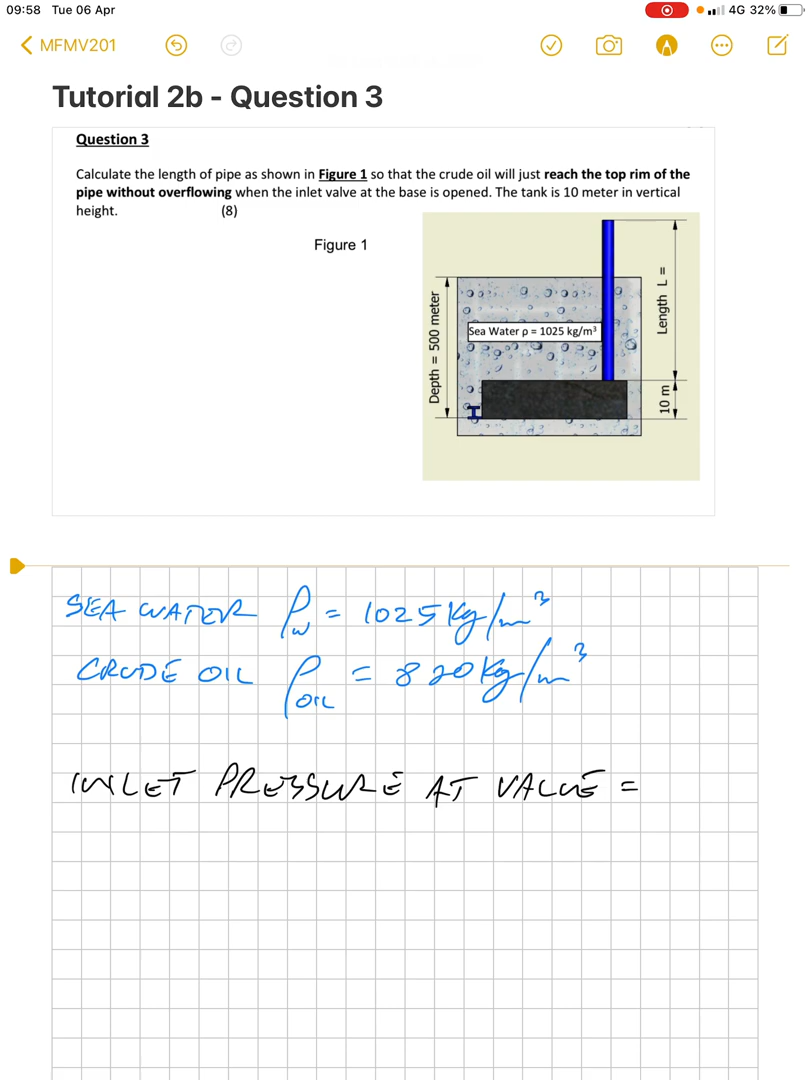 09:58 Tue 06 Apr
4G 32%
MFMV201
Tutorial 2b - Question 3
Question 3
Calculate the length of pipe as shown in Figure 1 so that the crude oil will just reach the top rim of the
pipe without overflowing when the inlet valve at the base is opened. The tank is 10 meter in vertical
height. (8)
Figure 1
Depth = 500 meter
Sea Water ρ = 1025 kg/m³
Length L =
10 m
SEA WATER ρw = 1025 kg/m³
CRUDE OIL ρOIL = 820 kg/m³
INLET PRESSURE AT VALVE =